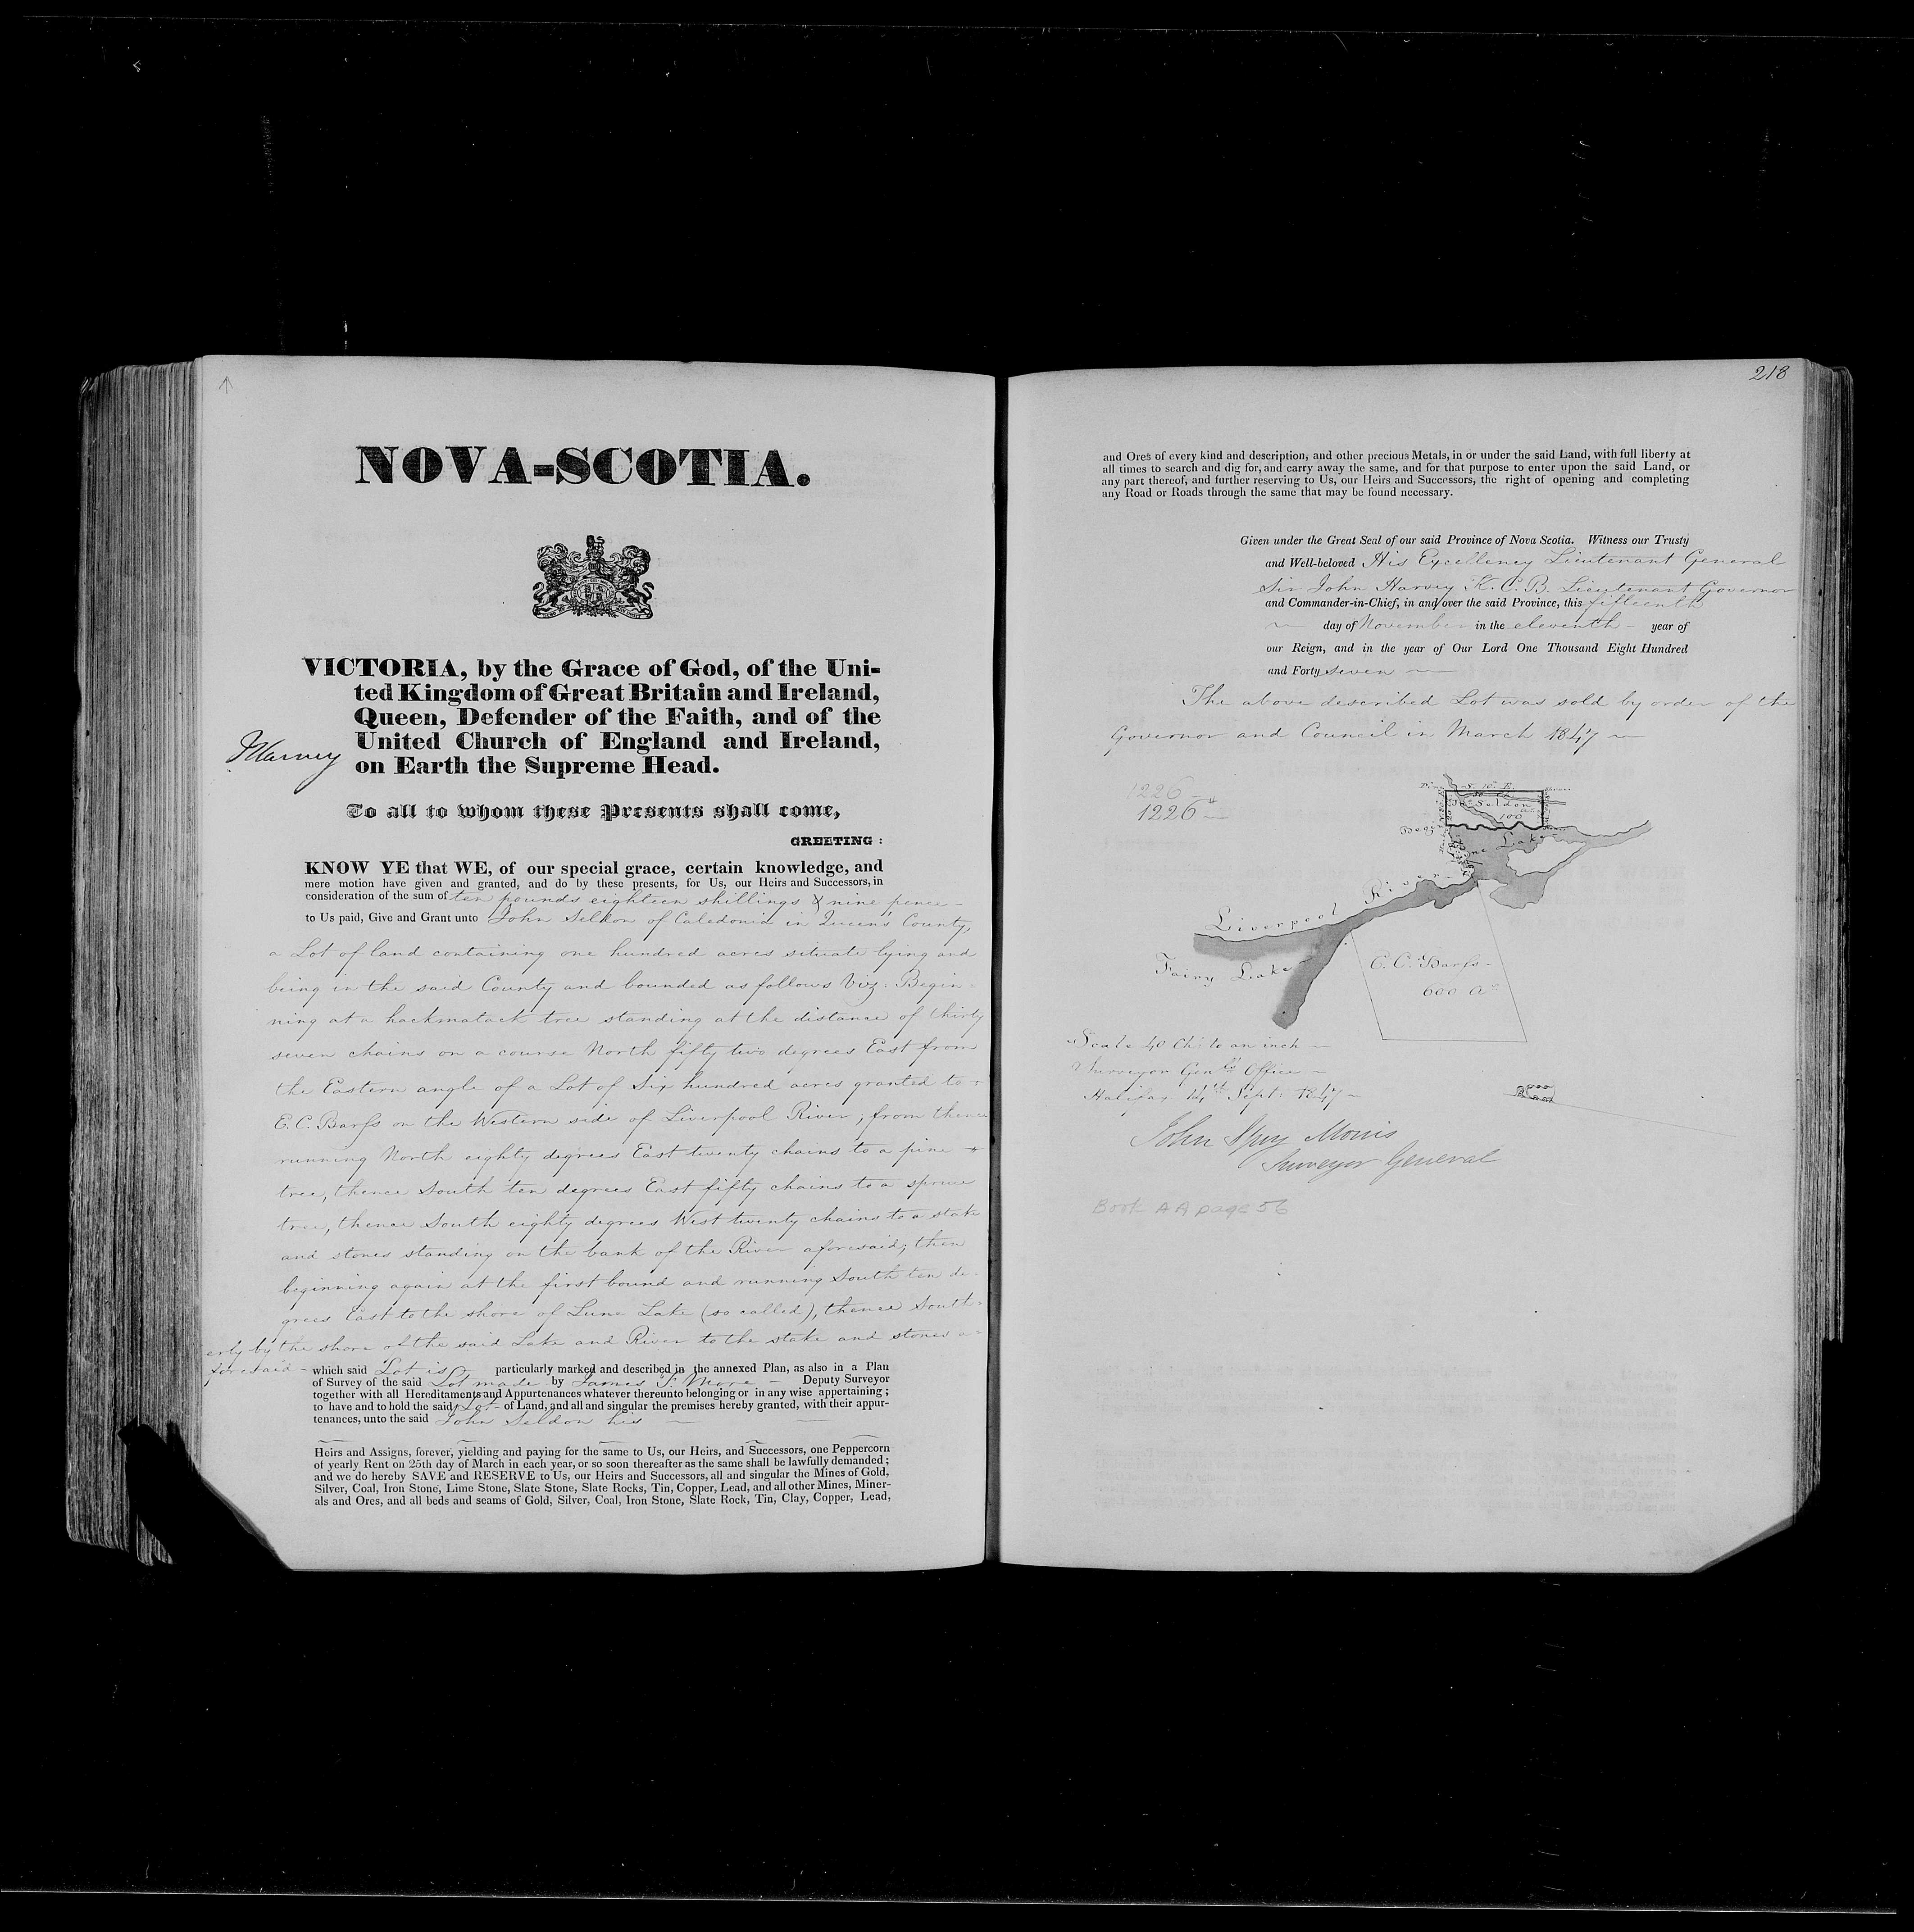 NOVA-SCOTIA.
VICTORIA, by the Grace of God, of the Uni-
ted Kingdom of Great Britain and Ireland,
Queen, Defender of the Faith, and of the
United Church of England and Ireland,
on Earth the Supreme Head.
J Harvey
To all to whom these Presents shall come,
GREETING :
KNOW YE that WE, of our special grace, certain knowledge, and
mere motion have given and granted, and do by these presents, for Us, our Heirs and Successors, in
consideration of the sum of ten pounds eighteen shillings & nine pence
to Us paid, Give and Grant unto John Seldon of Caledonia in Queen's County,
a Lot of land containing one hundred acres situate lying and
being in the said County and bounded as follows Viz: Begin=
ning at a hackmatack tree standing at the distance of thirty
seven chains on a course North fifty two degrees East from
the Eastern angle of a Lot of Six hundred acres granted to
E. C. Barss on the Western side of Liverpool River; from thence
running North eighty degrees East twenty chains to a pine
tree, thence South ten degrees East fifty chains to a spruce
tree, thence South eighty degrees West twenty chains to a stake
and stones standing on the bank of the River aforesaid; then
beginning again at the first bound and running South ten de-
grees East to the shore of Lune Lake (so called), thence South=
erly by the shore of the said Lake and River to the stake and stones a=
foresaid - which said Lot is particularly marked and described in the annexed Plan, as also in a Plan
of Survey of the said Lot made by James S. More Deputy Surveyor
together with all Hereditaments and Appurtenances whatever thereunto belonging or in any wise appertaining ;
to have and to hold the said Lot of Land, and all and singular the premises hereby granted, with their appur-
tenances, unto the said John Seldon his
Heirs and Assigns, forever, yielding and paying for the same to Us, our Heirs, and Successors, one Peppercorn
of yearly Rent on 25th day of March in each year, or so soon thereafter as the same shall be lawfully demanded ;
and we do hereby SAVE and RESERVE to Us, our Heirs and Successors, all and singular the Mines of Gold,
Silver, Coal, Iron Stone, Lime Stone, Slate Stone, Slate Rocks, Tin, Copper, Lead, and all other Mines, Miner-
als and Ores, and all beds and seams of Gold, Silver, Coal, Iron Stone, Slate Rock, Tin, Clay, Copper, Lead,
218
and Ores of every kind and description, and other precious Metals, in or under the said Land, with full liberty at
all times to search and dig for, and carry away the same, and for that purpose to enter upon the said Land, or
any part thereof, and further reserving to Us, our Heirs and Successors, the right of opening and completing
any Road or Roads through the same that may be found necessary.
Given under the Great Seal of our said Province of Nova Scotia. Witness our Trusty
and Well-beloved His Excellency Lieutenant General
Sir John Harvey K.C.B. Lieutenant Governor
and Commander-in-Chief, in and over the said Province, this fifteenth
day of November in the eleventh year of
our Reign, and in the year of Our Lord One Thousand Eight Hundred
and Forty seven
The above described Lot was sold by order of the
Governor and Council in March 1847
1226
1226
S. 10 E.
Jno Seldon
100
Lune Lake
Liverpool River
Fairy Lake
E. C. Barss
600 As
Scale 40 Chs to an inch
Surveyor Genls Office
Halifax 14th Sept: 1847
John Spry Morris
Surveyor General
Book AA page 56